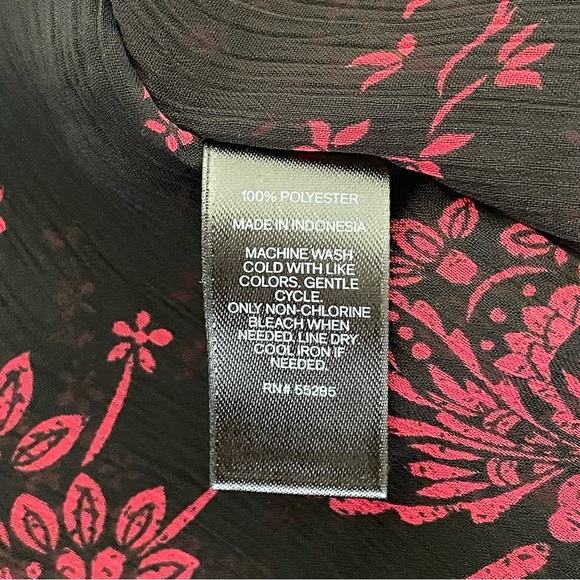 100% POLYESTER
MADE IN INDONESIA
MACHINE WASH
COLD WITH LIKE
COLORS. GENTLE
CYCLE.
ONLY NON-CHLORINE
BLEACH WHEN
NEEDED. LINE DRY
COOL IRON IF
NEEDED.
RN# 55285